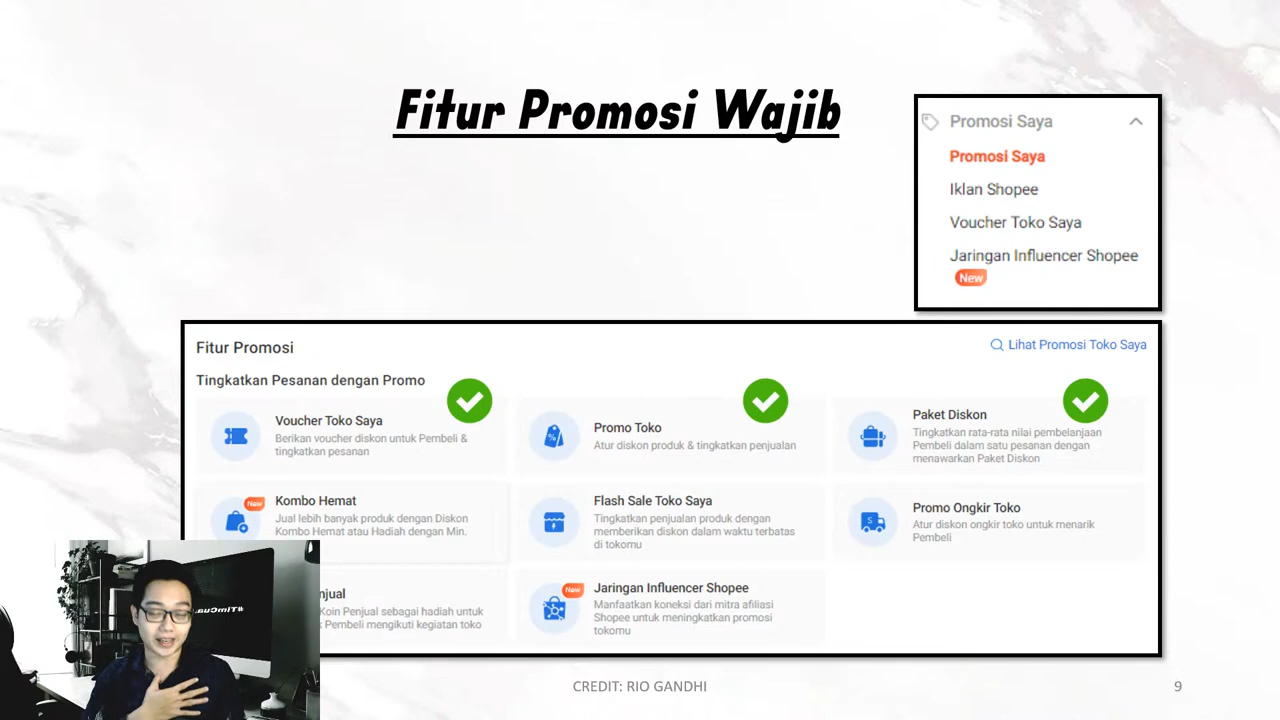 Fitur Promosi Wajib
Promosi Saya
Promosi Saya
Iklan Shopee
Voucher Toko Saya
Jaringan Influencer Shopee
New
Fitur Promosi
Lihat Promosi Toko Saya
Tingkatkan Pesanan dengan Promo
Voucher Toko Saya
Berikan voucher diskon untuk Pembeli &
tingkatkan pesanan
Promo Toko
Atur diskon produk & tingkatkan penjualan
Paket Diskon
Tingkatkan rata-rata nilai pembelanjaan
Pembeli dalam satu pesanan dengan
menawarkan Paket Diskon
New
Kombo Hemat
Jual lebih banyak produk dengan Diskon
Kombo Hemat atau Hadiah dengan Min.
Flash Sale Toko Saya
Tingkatkan penjualan produk dengan
memberikan diskon dalam waktu terbatas
di tokomu
Promo Ongkir Toko
Atur diskon ongkir toko untuk menarik
Pembeli
njual
Koin Penjual sebagai hadiah untuk
Pembeli mengikuti kegiatan toko
New
Jaringan Influencer Shopee
Manfaatkan koneksi dari mitra afiliasi
Shopee untuk meningkatkan promosi
tokomu
#TimCua
CREDIT: RIO GANDHI
9